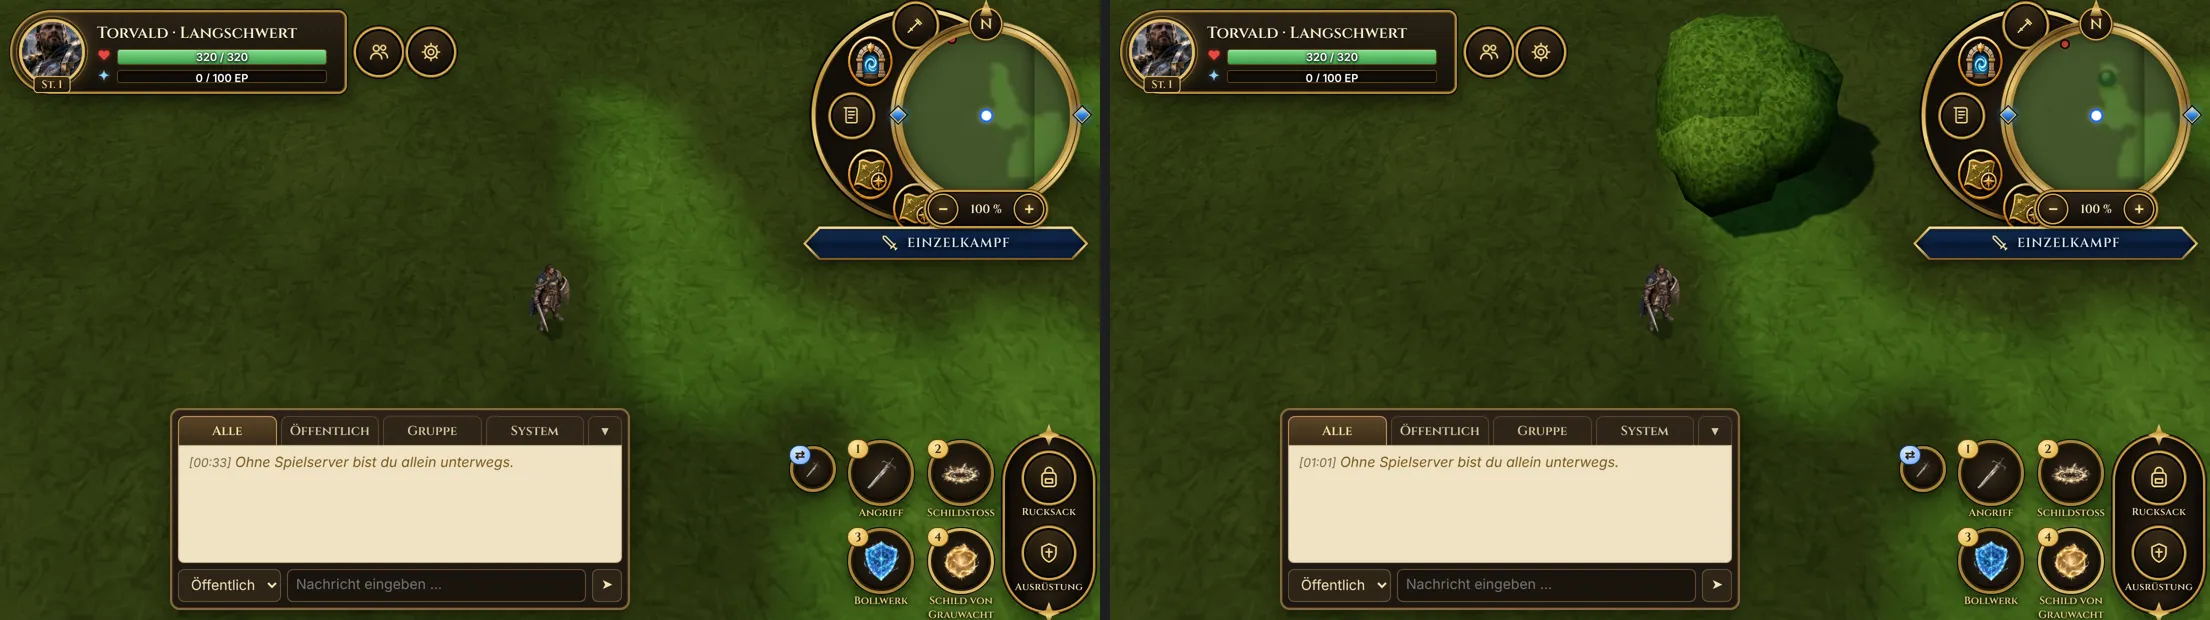 TORVALD · LANGSCHWERT
320 / 320
0 / 100 EP
ST. I
N
100 %
EINZELKAMPF
ALLE
ÖFFENTLICH
GRUPPE
SYSTEM
[00:33] Ohne Spielserver bist du allein unterwegs.
Öffentlich
Nachricht eingeben ...
1
ANGRIFF
2
SCHILDSTOSS
3
BOLLWERK
4
SCHILD VON
GRAUWACHT
RUCKSACK
AUSRÜSTUNG
TORVALD · LANGSCHWERT
320 / 320
0 / 100 EP
ST. I
N
100 %
EINZELKAMPF
ALLE
ÖFFENTLICH
GRUPPE
SYSTEM
[01:01] Ohne Spielserver bist du allein unterwegs.
Öffentlich
Nachricht eingeben ...
1
ANGRIFF
2
SCHILDSTOSS
3
BOLLWERK
4
SCHILD VON
GRAUWACHT
RUCKSACK
AUSRÜSTUNG